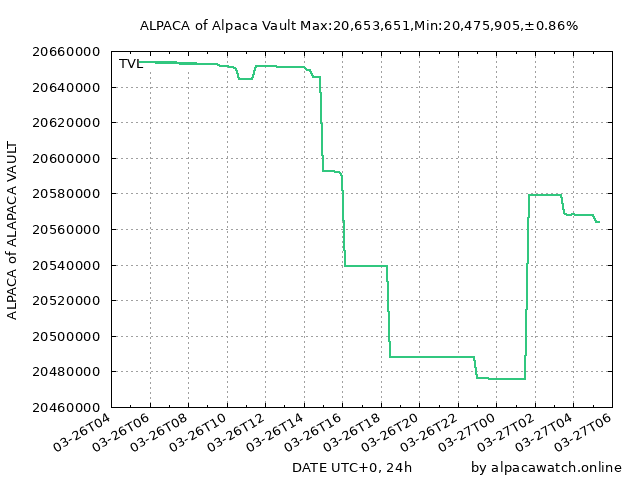 ALPACA of Alpaca Vault Max:20,653,651,Min:20,475,905,±0.86%
TVL
20660000
20640000
20620000
20600000
20580000
20560000
20540000
20520000
20500000
20480000
20460000
ALPACA of ALAPACA VAULT
03-26T04
03-26T06
03-26T08
03-26T10
03-26T12
03-26T14
03-26T16
03-26T18
03-26T20
03-26T22
03-27T00
03-27T02
03-27T04
03-27T06
DATE UTC+0, 24h
by alpacawatch.online